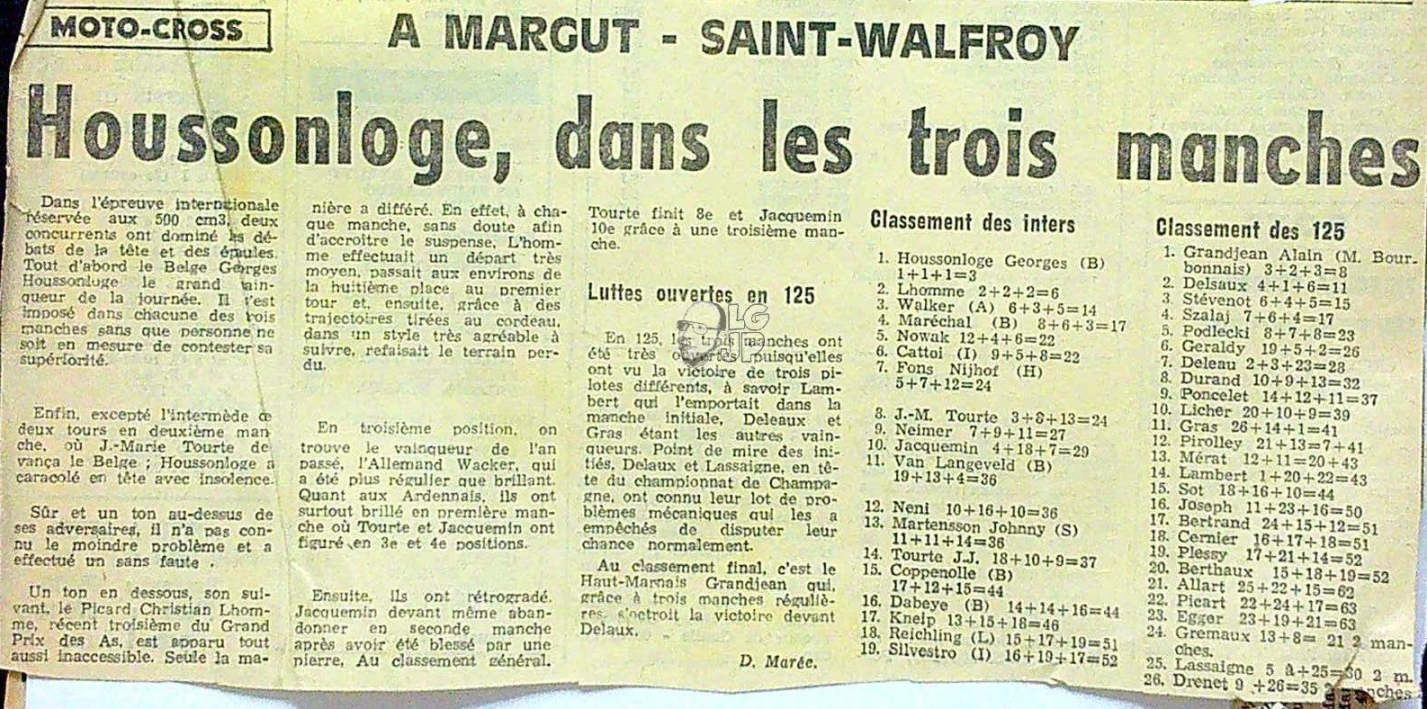 MOTO-CROSS
A MARGUT - SAINT-WALFROY
Houssonloge, dans les trois manches
Dans l'épreuve internationale
réservée aux 500 cm3, deux
concurrents ont dominé les dé-
bats de la tête et des épaules.
Tout d'abord le Belge Georges
Houssonloge le grand vain-
queur de la journée. Il s'est
imposé dans chacune des trois
manches sans que personne ne
soit en mesure de contester sa
supériorité.
Enfin, excepté l'intermède de
deux tours en deuxième man
che, où J.-Marie Tourte de-
vança le Belge ; Houssonloge a
caracolé en tête avec insolence.
Sûr et un ton au-dessus de
ses adversaires, il n'a pas con-
nu le moindre problème et a
effectué un sans faute .
Un ton en dessous, son sui-
vant, le Picard Christian Lhom-
me, récent troisième du Grand
Prix des As, est apparu tout
aussi inaccessible. Seule la ma-
nière a différé. En effet, à cha-
que manche, sans doute afin
d'accroître le suspense, L'hom-
me effectuait un départ très
moyen, passait aux environs de
la huitième place au premier
tour et, ensuite, grâce à des
trajectoires tirées au cordeau,
dans un style très agréable à
suivre, refaisait le terrain per-
du.
En troisième position, on
trouve le vainqueur de l'an
passé, l'Allemand Wacker, qui
a été plus régulier que brillant.
Quant aux Ardennais, ils ont
surtout brillé en première man-
che où Tourte et Jaccuemin ont
figuré en 3e et 4e positions.
Ensuite, ils ont rétrogradé.
Jacquemin devant même aban-
donner en seconde manche
après avoir été blessé par une
pierre, Au classement général.
Tourte finit 8e et Jacquemin
10e grâce à une troisième man-
che.
Luttes ouvertes en 125
En 125, les trois manches ont
été très ouvertes puisqu'elles
ont vu la victoire de trois pi-
lotes différents, à savoir Lam-
bert qui l'emportait dans la
manche initiale, Deleaux et
Gras étant les autres vain-
queurs. Point de mire des ini-
tiés, Delaux et Lassaigne, en tê-
te du championnat de Champa-
gne, ont connu leur lot de pro-
blèmes mécaniques qui les a
empêchés de disputer leur
chance normalement.
Au classement final, c'est le
Haut-Marnais Grandjean qui,
grâce à trois manches réguliè-
res s'octroit la victoire devant
Delaux.
D. Marée.
LG
SP
Classement des inters
1. Houssonloge Georges (B)
1+1+1=3
2. Lhomme 2+2+2=6
3. Walker (A) 6+3+5=14
4. Maréchal (B) 8+6+3=17
5. Nowak 12+4+6=22
6. Cattoi (I) 9+5+8=22
7. Fons Nijhof (H)
5+7+12=24
8. J.-M. Tourte 3+8+13=24
9. Neimer 7+9+11=27
10. Jacquemin 4+18+7=29
11. Van Langeveld (B)
19+13+4=36
12. Neni 10+16+10=36
13. Martensson Johnny (S)
11+11+14=36
14. Tourte J.J. 18+10+9=37
15. Coppenolle (B)
17+12+15=44
16. Dabeye (B) 14+14+16=44
17. Kneip 13+15+18=46
18. Reichling (L) 15+17+19=51
19. Silvestro (I) 16+19+17=52
Classement des 125
1. Grandjean Alain (M. Bour-
bonnais) 3+2+3=8
2. Delsaux 4+1+6=11
3. Stévenot 6+4+5=15
4. Szalaj 7+6+4=17
5. Podlecki 8+7+8=23
6. Geraldy 19+5+2=26
7. Deleau 2+3+23=28
8. Durand 10+9+13=32
9. Poncelet 14+12+11=37
10. Licher 20+10+9=39
11. Gras 26+14+1=41
12. Pirolley 21+13=7+41
13. Mérat 12+11=20+43
14. Lambert 1+20+22=43
15. Sot 18+16+10=44
16. Joseph 11+23+16=50
17. Bertrand 24+15+12=51
18. Cernier 16+17+18=51
19. Plessy 17+21+14=52
20. Berthaux 15+18+19=52
21. Allart 25+22+15=62
22. Picart 22+24+17=63
23. Egger 23+19+21=63
24. Gremaux 13+8= 21 2 man-
ches.
25. Lassaigne 5 à+25=30 2 m.
26. Drenet 9 +26=35 2